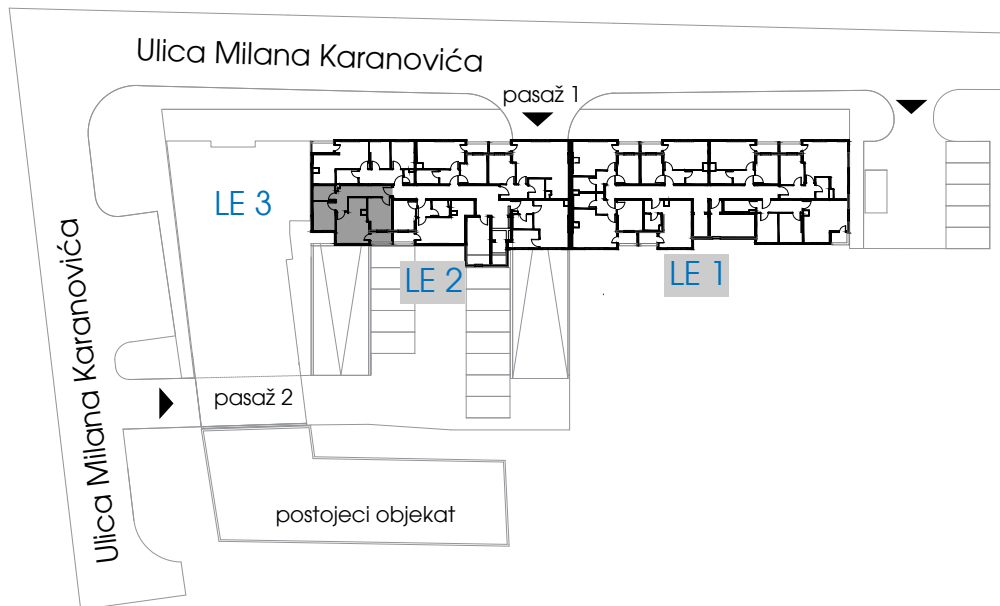 Ulica Milana Karanovića
pasaž 1
LE 3
LE 2
LE 1
Ulica Milana Karanovića
pasaž 2
postojeci objekat